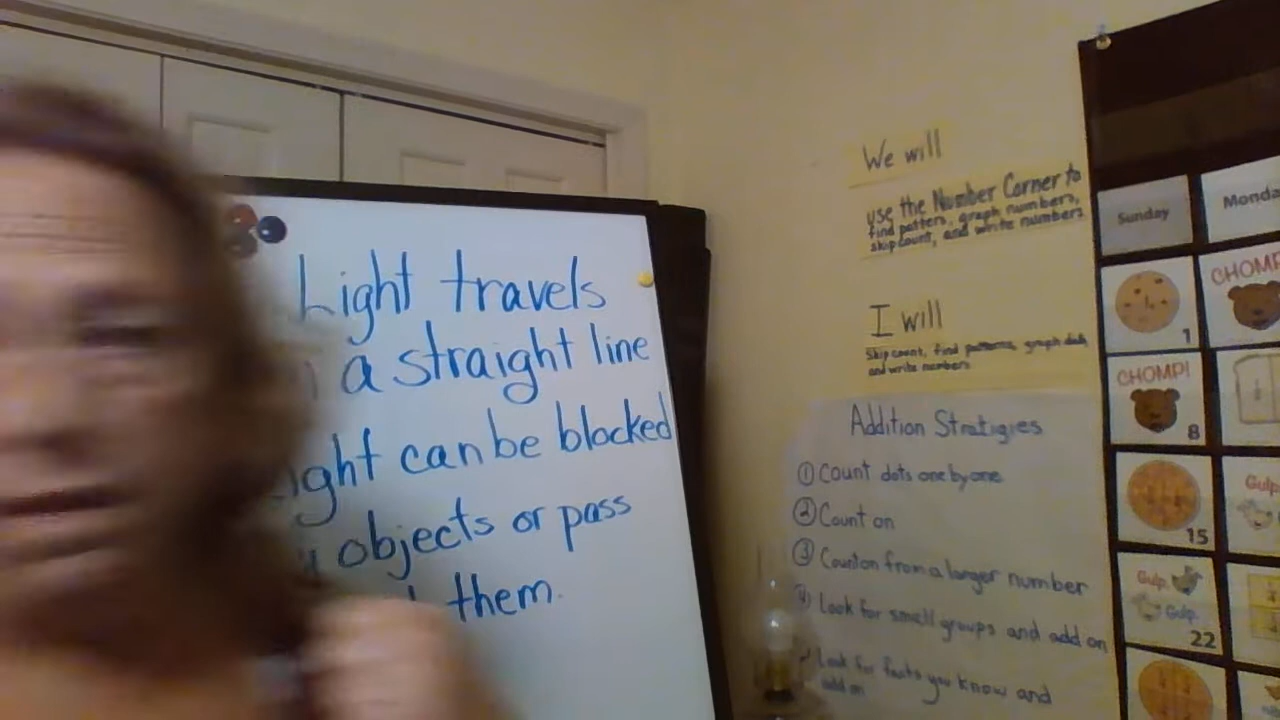 Light travels
a straight line
ight can be blocked
objects or pass
them.
We will
use the Number Corner to
find pattern, graph numbers,
skip count, and write numbers.
I will
Skip count, find patterns, graph data,
and write numbers
Addition Stratigies
① Count dots one by one
② Count on
③ Count on from a larger number
④ Look for small groups and add on
Look for facts you know and
add on
Sunday
Monda
1
CHOMP!
CHOMP!
8
15
Gulp.
Gulp.
Gulp.
22